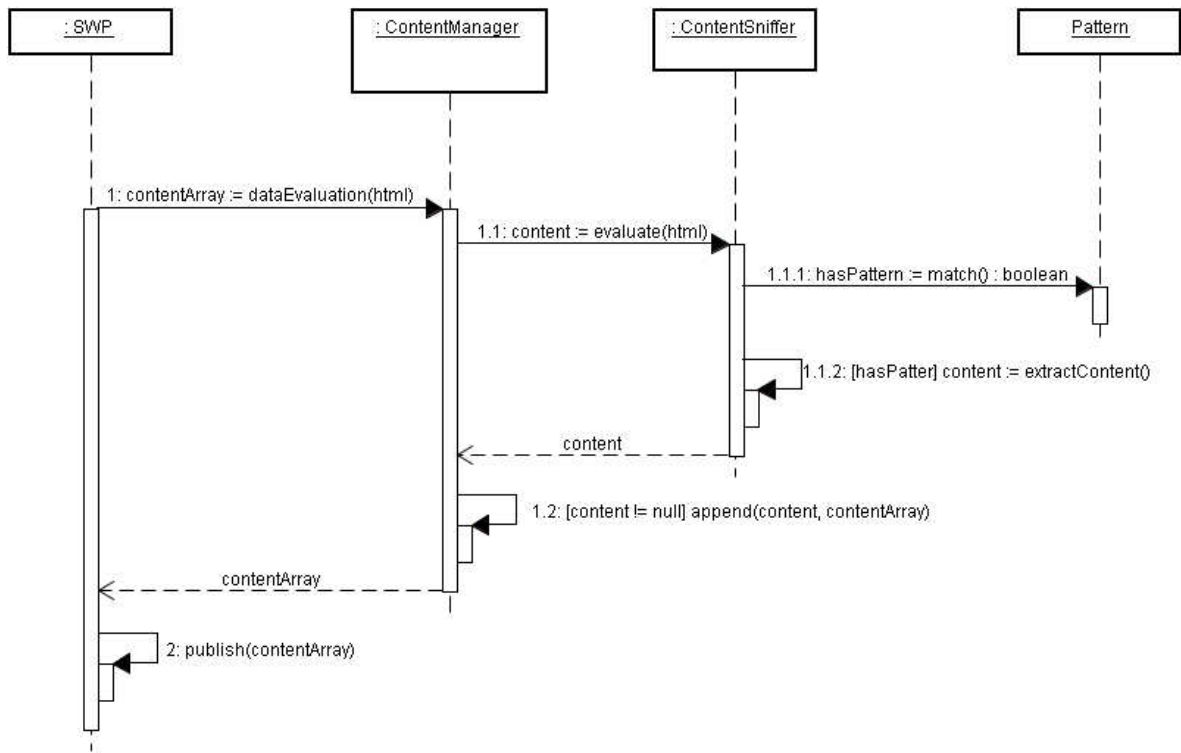 : SWP
: ContentManager
: ContentSniffer
Pattern
1: contentArray := dataEvaluation(html)
1.1: content := evaluate(html)
1.1.1: hasPattern := match() : boolean
1.1.2: [hasPatter] content := extractContent()
content
1.2: [content != null] append(content, contentArray)
contentArray
2: publish(contentArray)